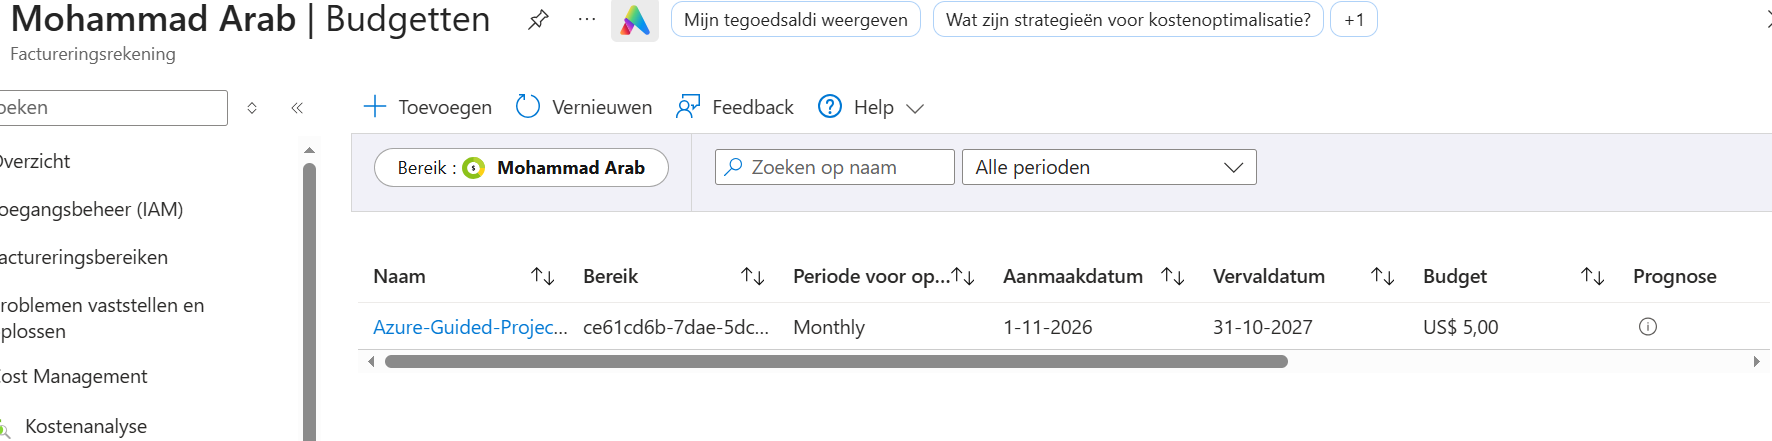 Mohammad Arab | Budgetten
Mijn tegoedsaldi weergeven
Wat zijn strategieën voor kostenoptimalisatie?
+1
Factureringsrekening
oeken
Toevoegen
Vernieuwen
Feedback
Help
verzicht
oegangsbeheer (IAM)
actureringsbereiken
roblemen vaststellen en
plossen
ost Management
Kostenanalyse
Bereik : Mohammad Arab
Zoeken op naam
Alle perioden
Naam Bereik Periode voor op... Aanmaakdatum Vervaldatum Budget Prognose
Azure-Guided-Projec... ce61cd6b-7dae-5dc... Monthly 1-11-2026 31-10-2027 US$ 5,00